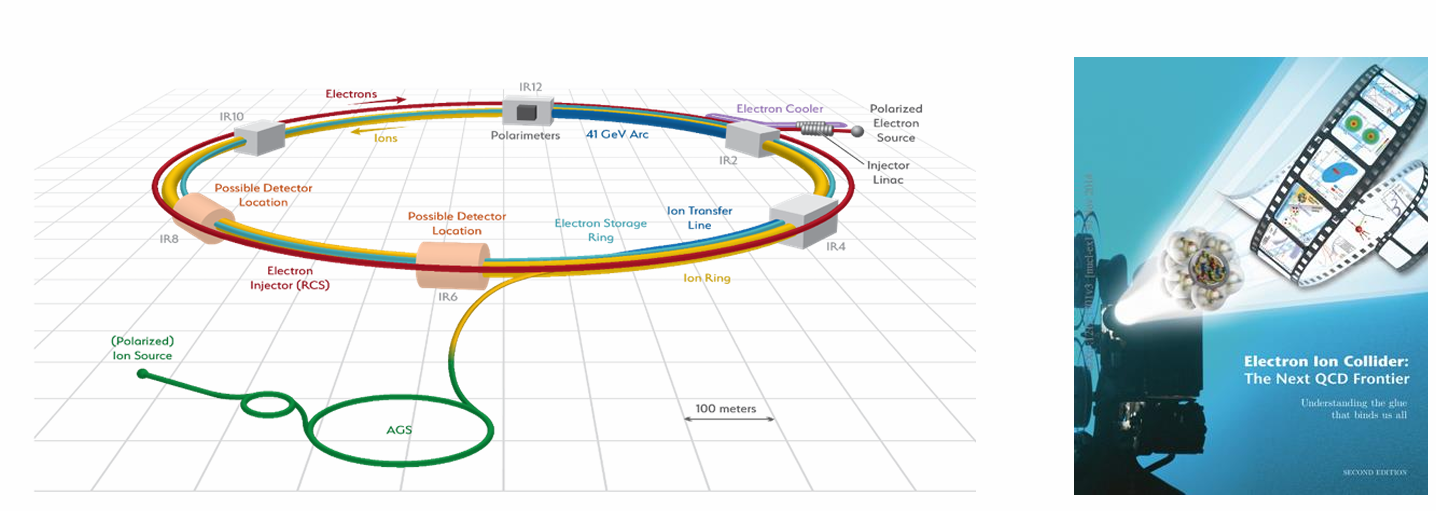 Electrons
IR12
IR10
Ions
Polarimeters
41 GeV Arc
Electron Cooler
Polarized
Electron
Source
IR2
Injector
Linac
Possible Detector
Location
IR8
Possible Detector
Location
Electron Storage
Ring
Ion Transfer
Line
IR4
Electron
Injector (RCS)
IR6
Ion Ring
(Polarized)
Ion Source
AGS
100 meters
Electron Ion Collider:
The Next QCD Frontier
Understanding the glue
that binds us all
SECOND EDITION